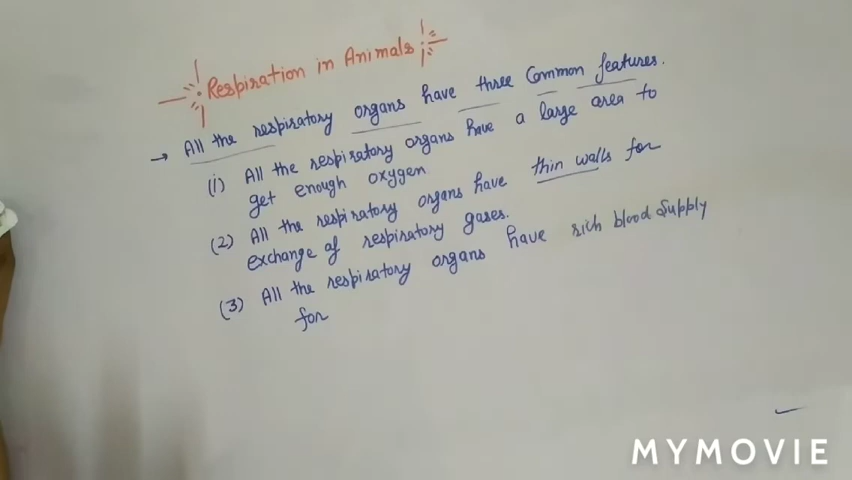 Respiration in Animals
→ All the respiratory organs have three Common features.
(1) All the respiratory organs have a large area to
get enough oxygen.
(2) All the respiratory organs have thin walls for
exchange of respiratory gases.
(3) All the respiratory organs have rich blood Supply
for
MYMOVIE